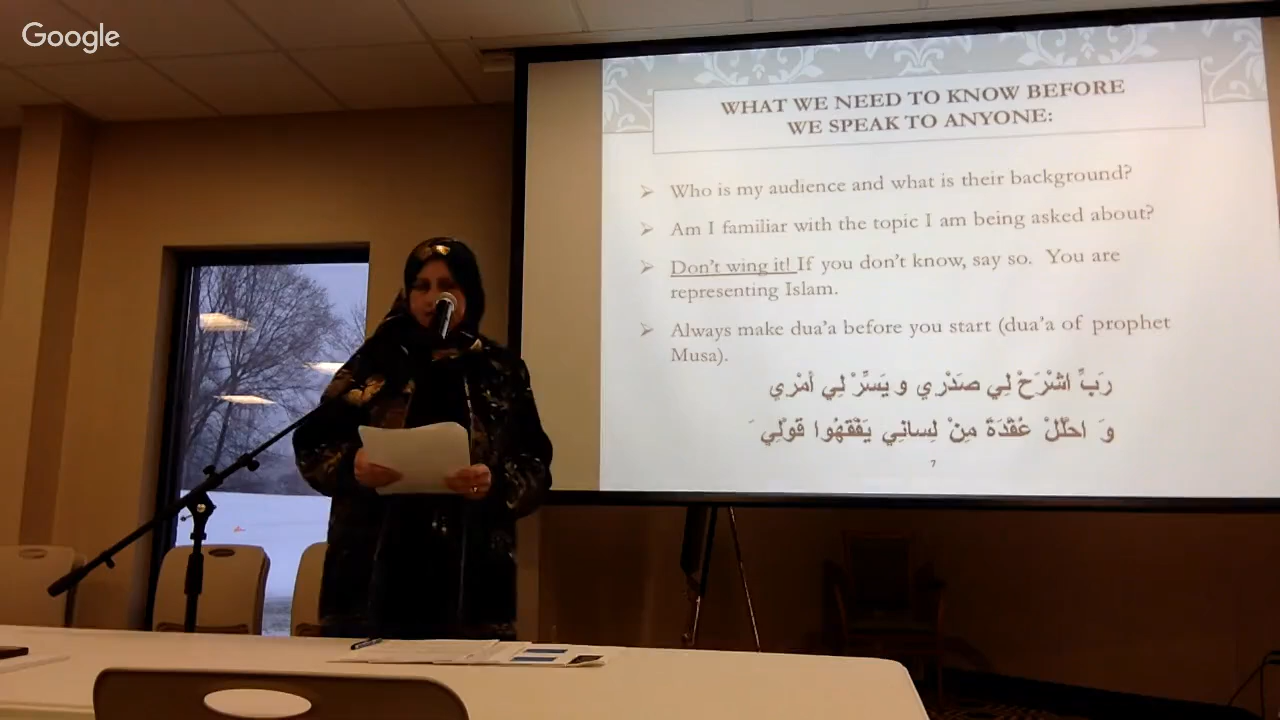 Google
WHAT WE NEED TO KNOW BEFORE
WE SPEAK TO ANYONE:
➢ Who is my audience and what is their background?
➢ Am I familiar with the topic I am being asked about?
➢ Don't wing it! If you don't know, say so. You are
representing Islam.
➢ Always make dua'a before you start (dua'a of prophet
Musa).
رَبِّ اشْرَحْ لِي صَدْرِي و يَسِّرْ لِي أَمْرِي
وَ احْلُلْ عُقْدَةً مِنْ لِسانِي يَفْقَهُوا قَوْلِي
7